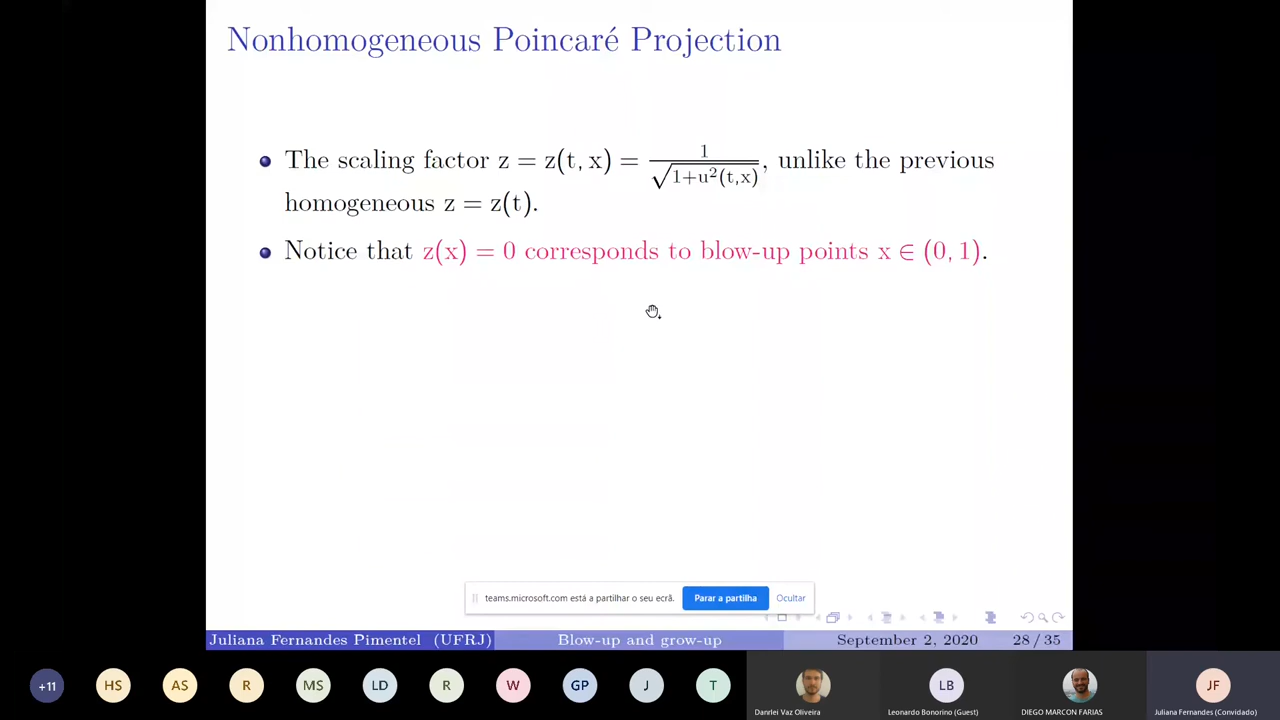 Nonhomogeneous Poincaré Projection
The scaling factor z = z(t, x) = 1/√(1+u²(t,x)), unlike the previous
homogeneous z = z(t).
Notice that z(x) = 0 corresponds to blow-up points x ∈ (0, 1).
teams.microsoft.com está a partilhar o seu ecrã. Parar a partilha Ocultar
Juliana Fernandes Pimentel (UFRJ) Blow-up and grow-up September 2, 2020 28 / 35
+11 HS AS R MS LD R W GP J T LB JF
Danrlei Vaz Oliveira Leonardo Bonorino (Guest) DIEGO MARCON FARIAS Juliana Fernandes (Convidado)